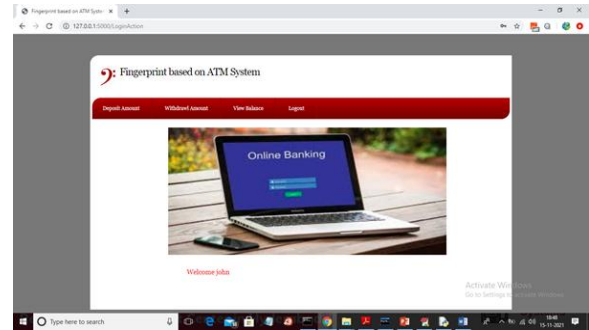 Fingerprint based on ATM Syste
127.0.0.1:5000/LoginAction
Fingerprint based on ATM System
Deposit Amount Withdrawl Amount View Balance Logout
Online Banking
Welcome john
Activate Windows
Go to Settings to activate Windows.
Type here to search
18:48
15-11-2021